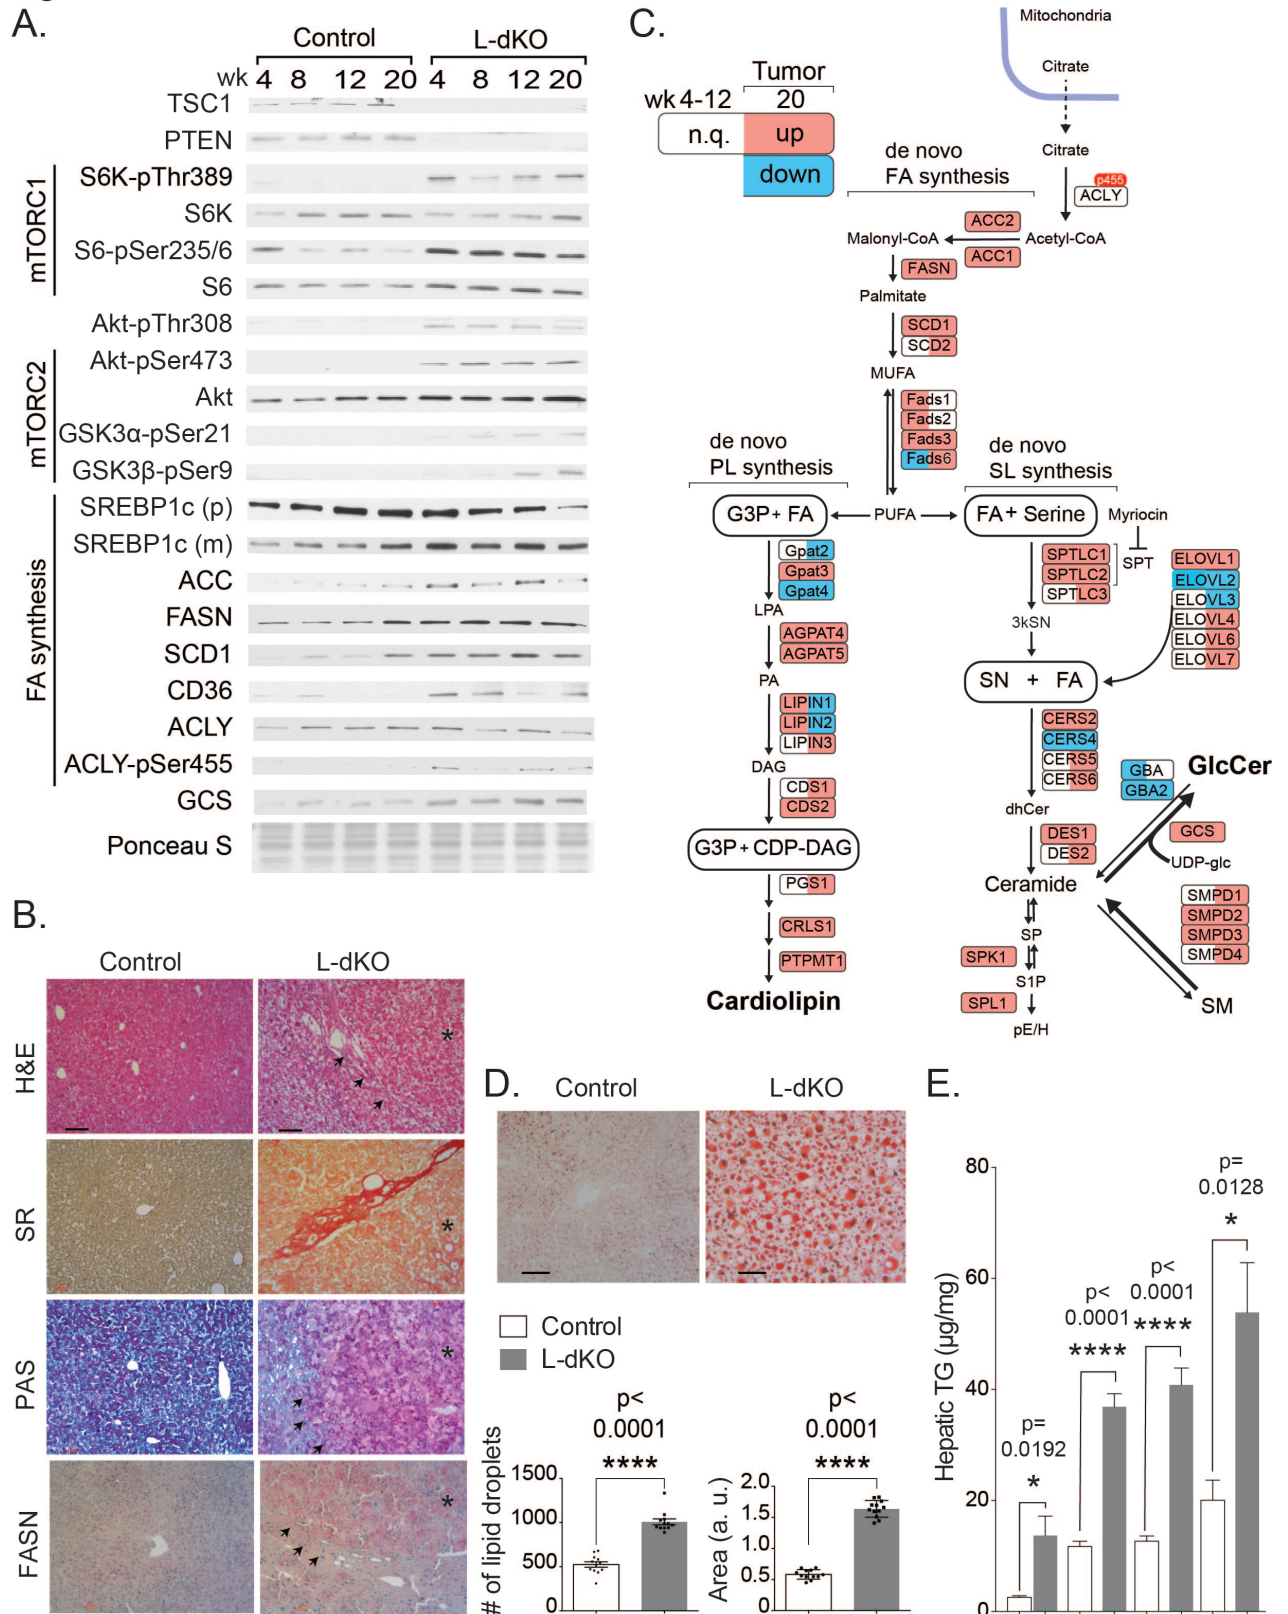 A.
Control L-dKO
wk 4 8 12 20 4 8 12 20
TSC1
PTEN
mTORC1
S6K-pThr389
S6K
S6-pSer235/6
S6
Akt-pThr308
mTORC2
Akt-pSer473
Akt
GSK3α-pSer21
GSK3β-pSer9
FA synthesis
SREBP1c (p)
SREBP1c (m)
ACC
FASN
SCD1
CD36
ACLY
ACLY-pSer455
GCS
Ponceau S
B.
Control L-dKO
H&E
*
SR
*
PAS
*
FASN
*
C.
Mitochondria
Citrate
Citrate
p455
ACLY
Tumor
wk 4-12 20
n.q. up
down
de novo
FA synthesis
ACC2
Malonyl-CoA Acetyl-CoA
ACC1
FASN
Palmitate
SCD1
SCD2
MUFA
Fads1
Fads2
Fads3
Fads6
de novo
PL synthesis
de novo
SL synthesis
G3P + FA
PUFA
FA + Serine
Myriocin
SPT
Gpat2
Gpat3
Gpat4
LPA
AGPAT4
AGPAT5
PA
LIPIN1
LIPIN2
LIPIN3
DAG
CDS1
CDS2
G3P + CDP-DAG
PGS1
CRLS1
PTPMT1
Cardiolipin
SPTLC1
SPTLC2
SPTLC3
3kSN
ELOVL1
ELOVL2
ELOVL3
ELOVL4
ELOVL6
ELOVL7
SN + FA
CERS2
CERS4
CERS5
CERS6
dhCer
GBA
GBA2
GlcCer
DES1
DES2
GCS
UDP-glc
Ceramide
SMPD1
SMPD2
SMPD3
SMPD4
SP
SPK1
S1P
SPL1
pE/H
SM
D.
Control L-dKO
Control
L-dKO
# of lipid droplets
p<
0.0001
****
1500
1000
500
0
Area (a. u.)
p<
0.0001
****
2.0
1.5
1.0
0.5
0
E.
Hepatic TG (µg/mg)
80
60
40
20
0
p=
0.0192
*
p<
0.0001
****
p<
0.0001
****
p=
0.0128
*